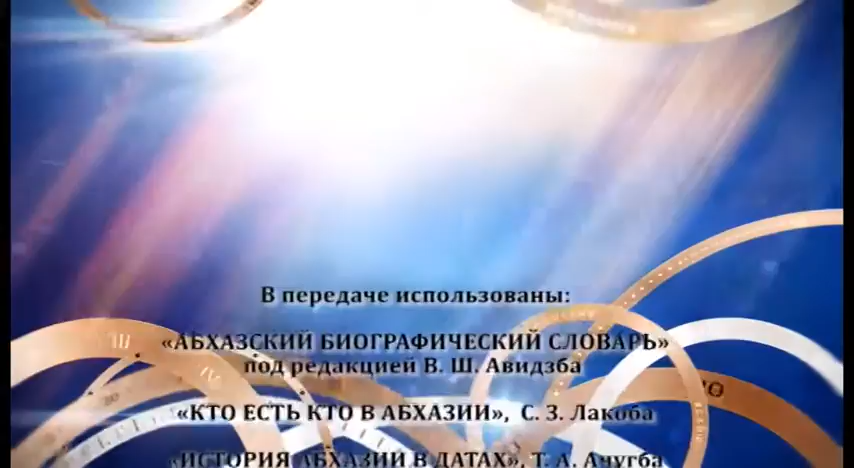 В передаче использованы:
«АБХАЗСКИЙ БИОГРАФИЧЕСКИЙ СЛОВАРЬ»
под редакцией В. Ш. Авидзба
«КТО ЕСТЬ КТО В АБХАЗИИ», С. З. Лакоба
«ИСТОРИЯ АБХАЗИИ В ДАТАХ», Т. А. Ачугба